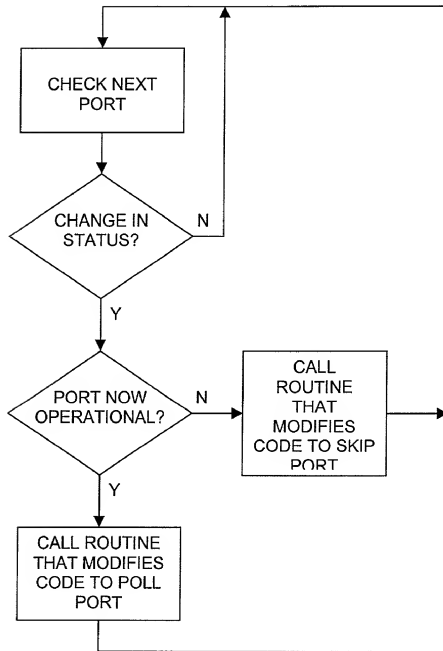 CHECK NEXT
PORT
CHANGE IN
STATUS?
N
Y
PORT NOW
OPERATIONAL?
N
CALL
ROUTINE
THAT
MODIFIES
CODE TO SKIP
PORT
Y
CALL ROUTINE
THAT MODIFIES
CODE TO POLL
PORT